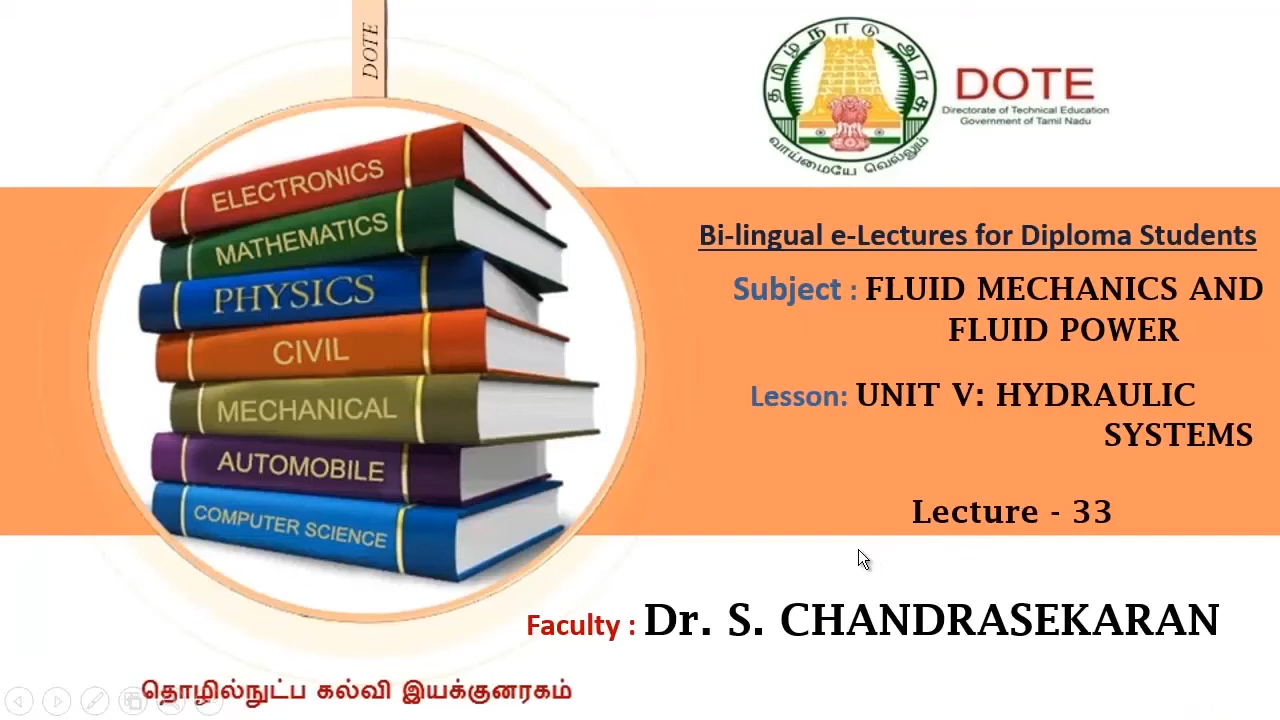 DOTE
தமிழ்நாடு அரசு
வாய்மையே வெல்லும்
DOTE
Directorate of Technical Education
Government of Tamil Nadu
ELECTRONICS
MATHEMATICS
PHYSICS
CIVIL
MECHANICAL
AUTOMOBILE
COMPUTER SCIENCE
Bi-lingual e-Lectures for Diploma Students
Subject : FLUID MECHANICS AND
FLUID POWER
Lesson: UNIT V: HYDRAULIC
SYSTEMS
Lecture - 33
Faculty : Dr. S. CHANDRASEKARAN
தொழில்நுட்ப கல்வி இயக்குனரகம்